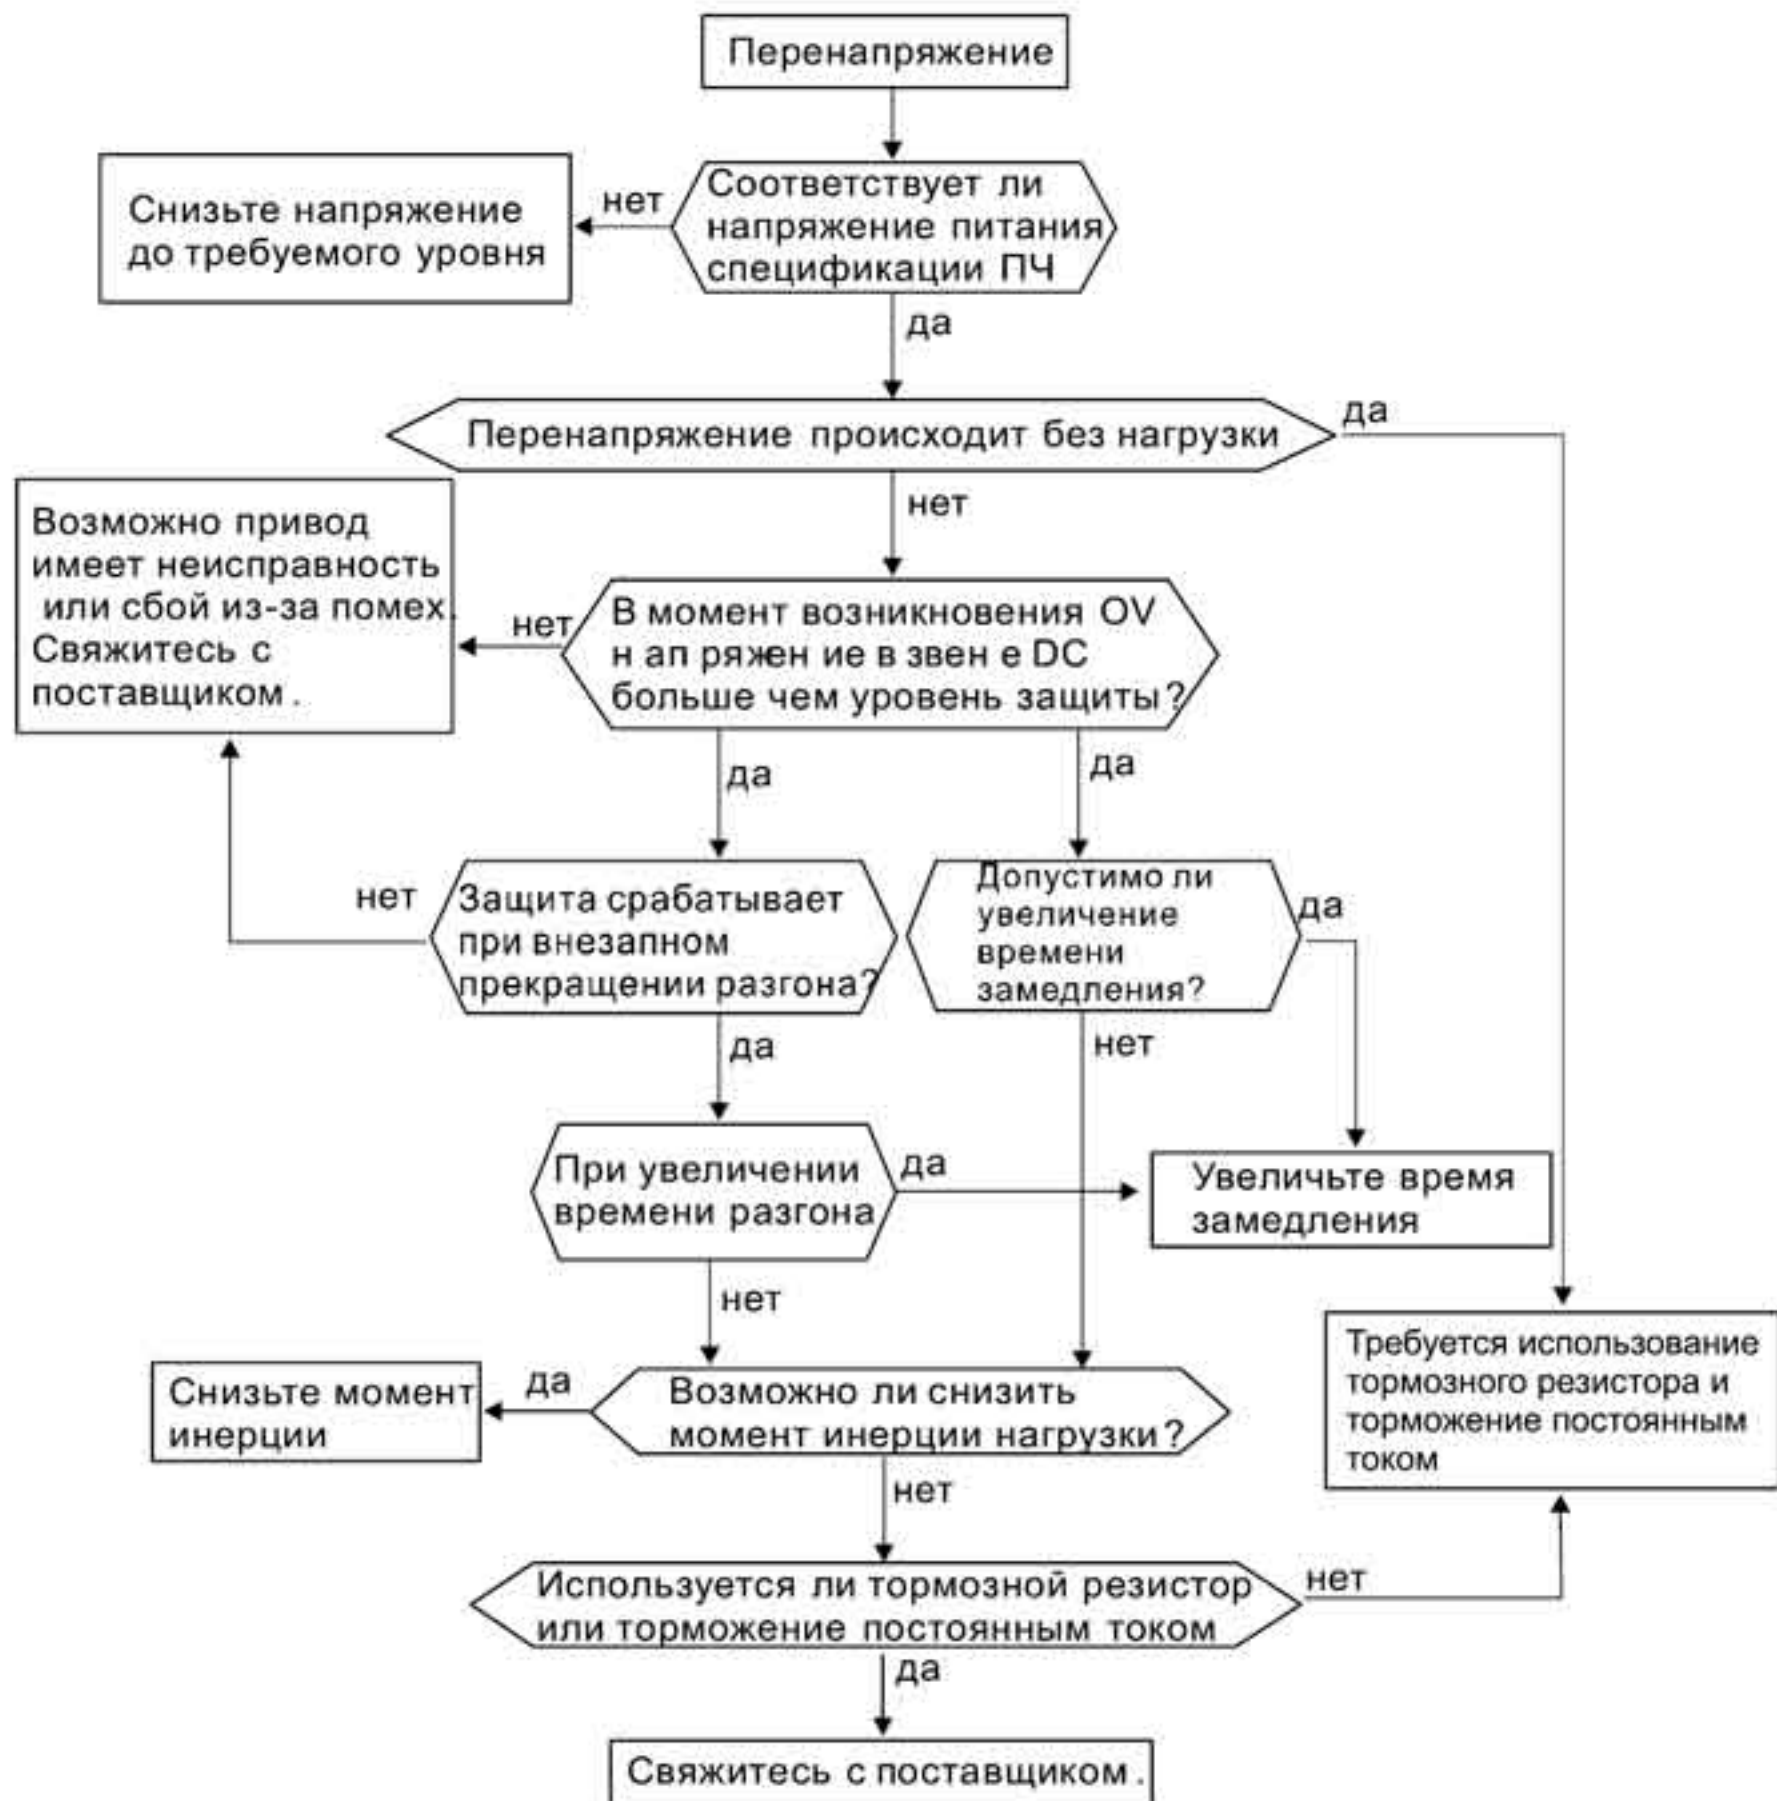 Перенапряжение
Соответствует ли
напряжение питания
спецификации ПЧ
нет
Снизьте напряжение
до требуемого уровня
да
Перенапряжение происходит без нагрузки
да
нет
Возможно привод
имеет неисправность
или сбой из-за помех.
Свяжитесь с
поставщиком .
нет
В момент возникновения OV
н ап ряжен ие в звен е DC
больше чем уровень защиты?
да
да
нет
Защита срабатывает
при внезапном
прекращении разгона?
Допустимо ли
увеличение
времени
замедления?
да
да
нет
При увеличении
времени разгона
да
Увеличьте время
замедления
нет
Требуется использование
тормозного резистора и
торможение постоянным
током
Снизьте момент
инерции
да
Возможно ли снизить
момент инерции нагрузки?
нет
Используется ли тормозной резистор
или торможение постоянным током
нет
да
Свяжитесь с поставщиком .